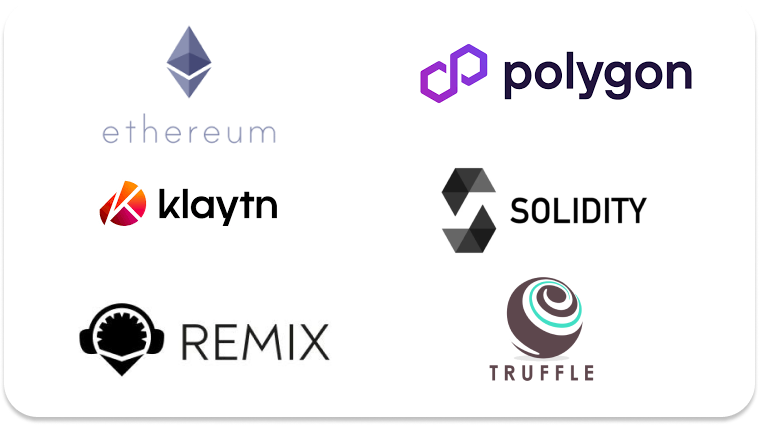 ethereum
polygon
klaytn
SOLIDITY
REMIX
TRUFFLE